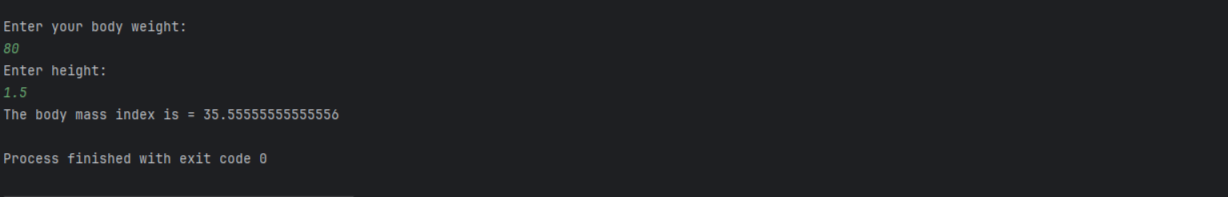 Enter your body weight:
80
Enter height:
1.5
The body mass index is = 35.55555555555556
Process finished with exit code 0